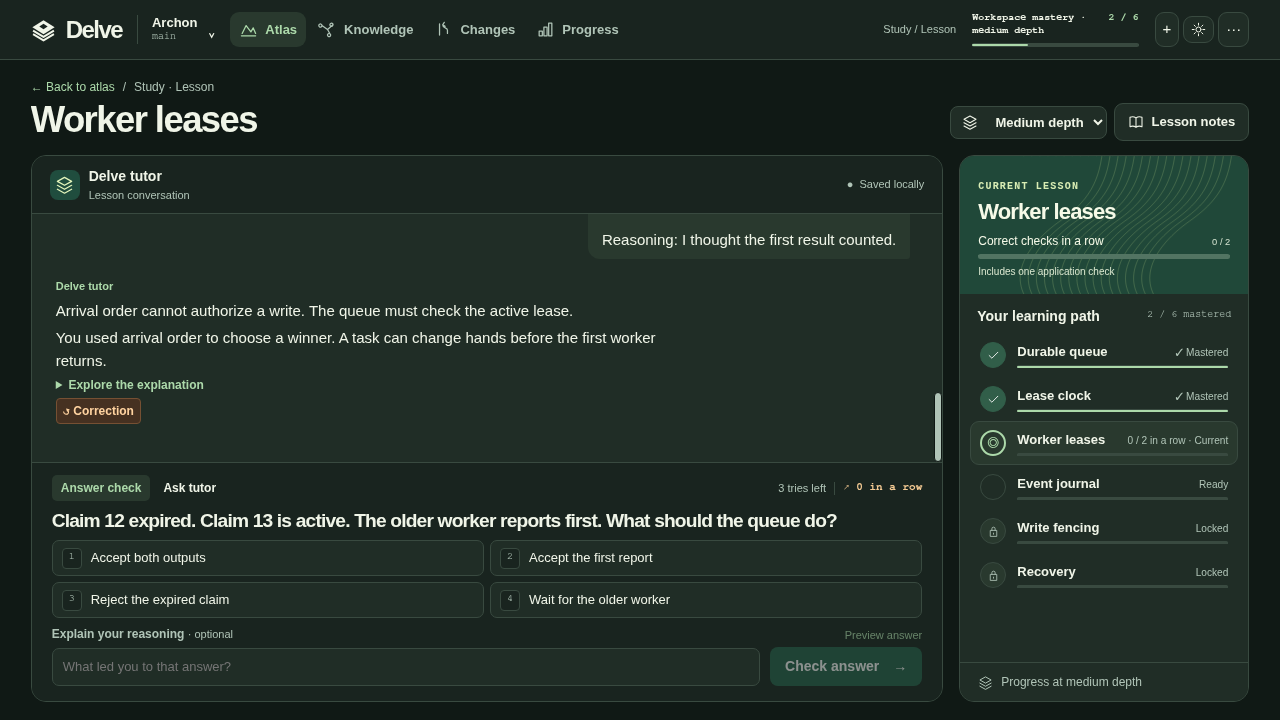 Delve
Archon
main
Atlas
Knowledge
Changes
Progress
Study / Lesson
Workspace mastery · 2 / 6
medium depth
+
...
← Back to atlas / Study · Lesson
Worker leases
Medium depth
Lesson notes
Delve tutor
Lesson conversation
● Saved locally
Reasoning: I thought the first result counted.
Delve tutor
Arrival order cannot authorize a write. The queue must check the active lease.
You used arrival order to choose a winner. A task can change hands before the first worker
returns.
▶ Explore the explanation
↺ Correction
Answer check
Ask tutor
3 tries left
↗ 0 in a row
Claim 12 expired. Claim 13 is active. The older worker reports first. What should the queue do?
1 Accept both outputs
2 Accept the first report
3 Reject the expired claim
4 Wait for the older worker
Explain your reasoning · optional
Preview answer
What led you to that answer?
Check answer →
CURRENT LESSON
Worker leases
Correct checks in a row 0 / 2
Includes one application check
Your learning path 2 / 6 mastered
Durable queue ✓ Mastered
Lease clock ✓ Mastered
Worker leases 0 / 2 in a row · Current
Event journal Ready
Write fencing Locked
Recovery Locked
Progress at medium depth